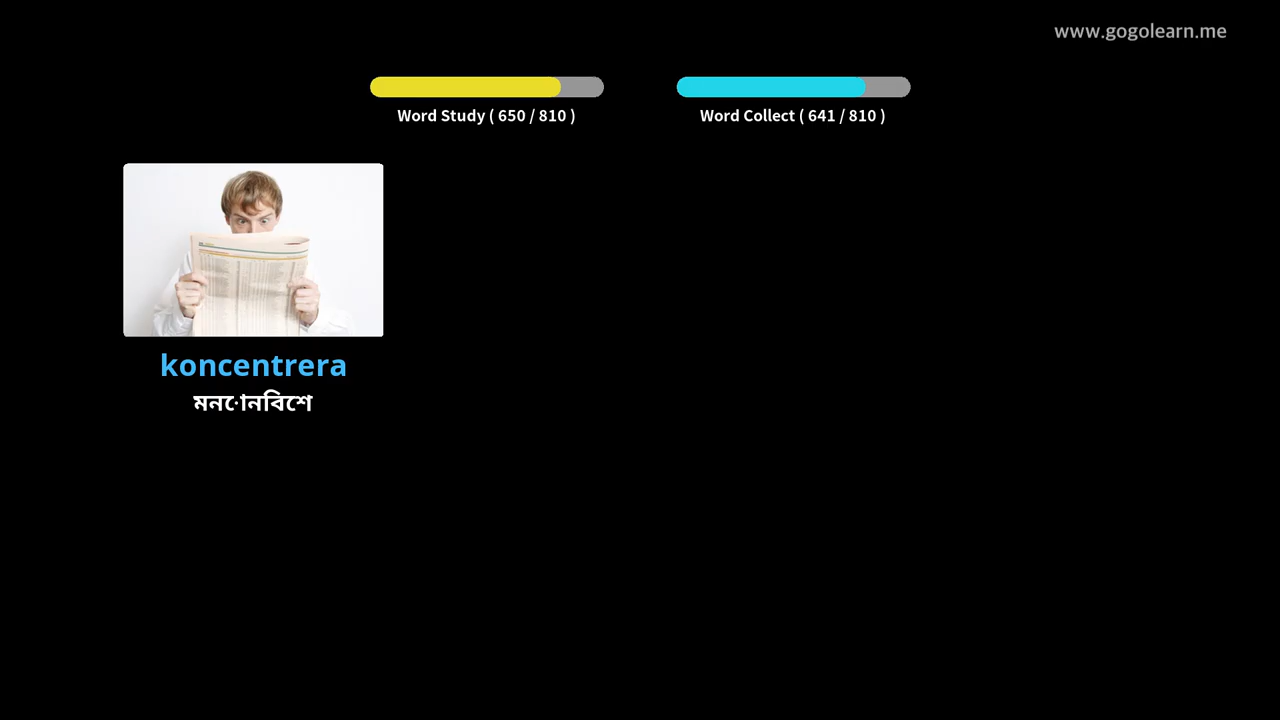 www.gogolearn.me
Word Study ( 650 / 810 )
Word Collect ( 641 / 810 )
koncentrera
মনোনিবেশ